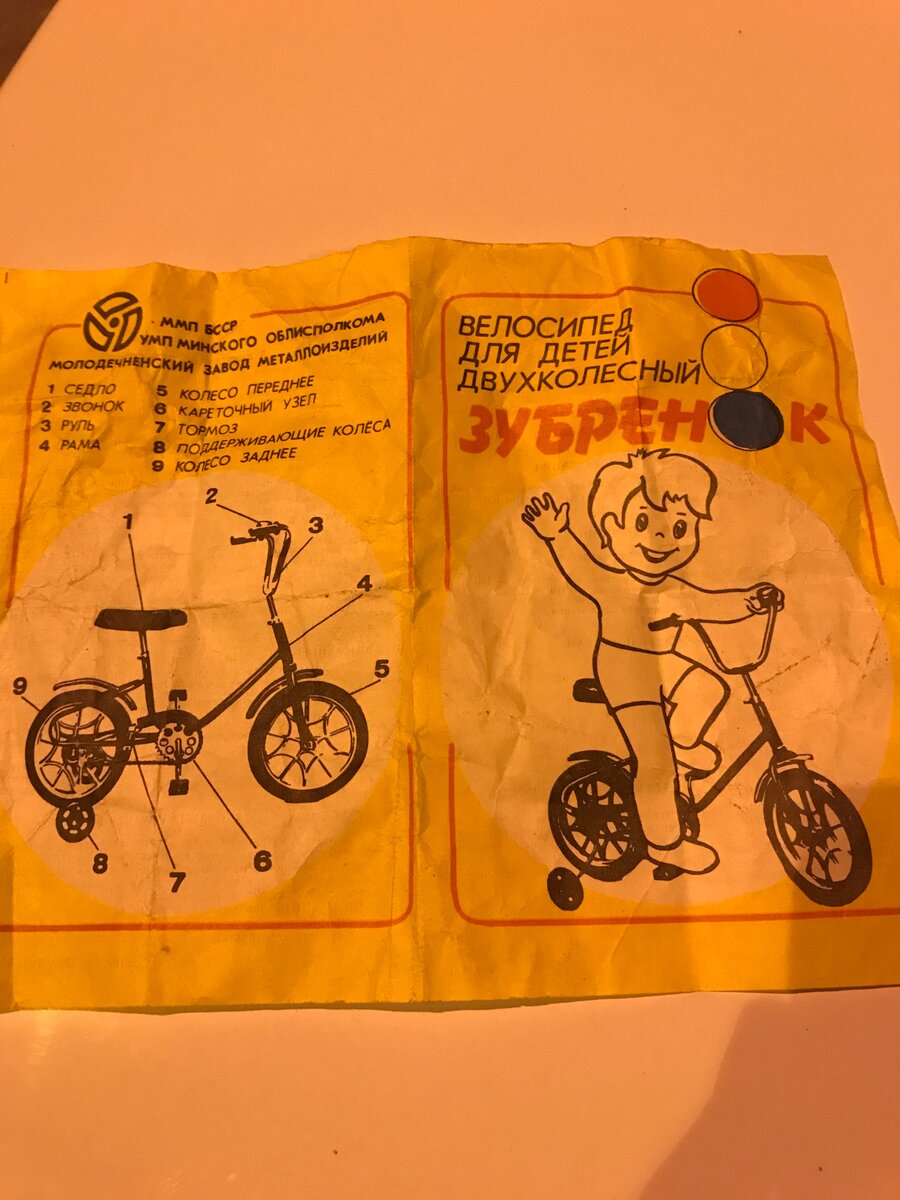 ММП БССР
УМП МИНСКОГО ОБЛИСПОЛКОМА
МОЛОДЕЧНЕНСКИЙ ЗАВОД МЕТАЛЛОИЗДЕЛИЙ
1 СЕДЛО
2 ЗВОНОК
3 РУЛЬ
4 РАМА
5 КОЛЕСО ПЕРЕДНЕЕ
6 КАРЕТОЧНЫЙ УЗЕЛ
7 ТОРМОЗ
8 ПОДДЕРЖИВАЮЩИЕ КОЛЁСА
9 КОЛЕСО ЗАДНЕЕ
1
2
3
4
5
6
7
8
9
ВЕЛОСИПЕД
ДЛЯ ДЕТЕЙ
ДВУХКОЛЕСНЫЙ
ЗУБРЕНОК